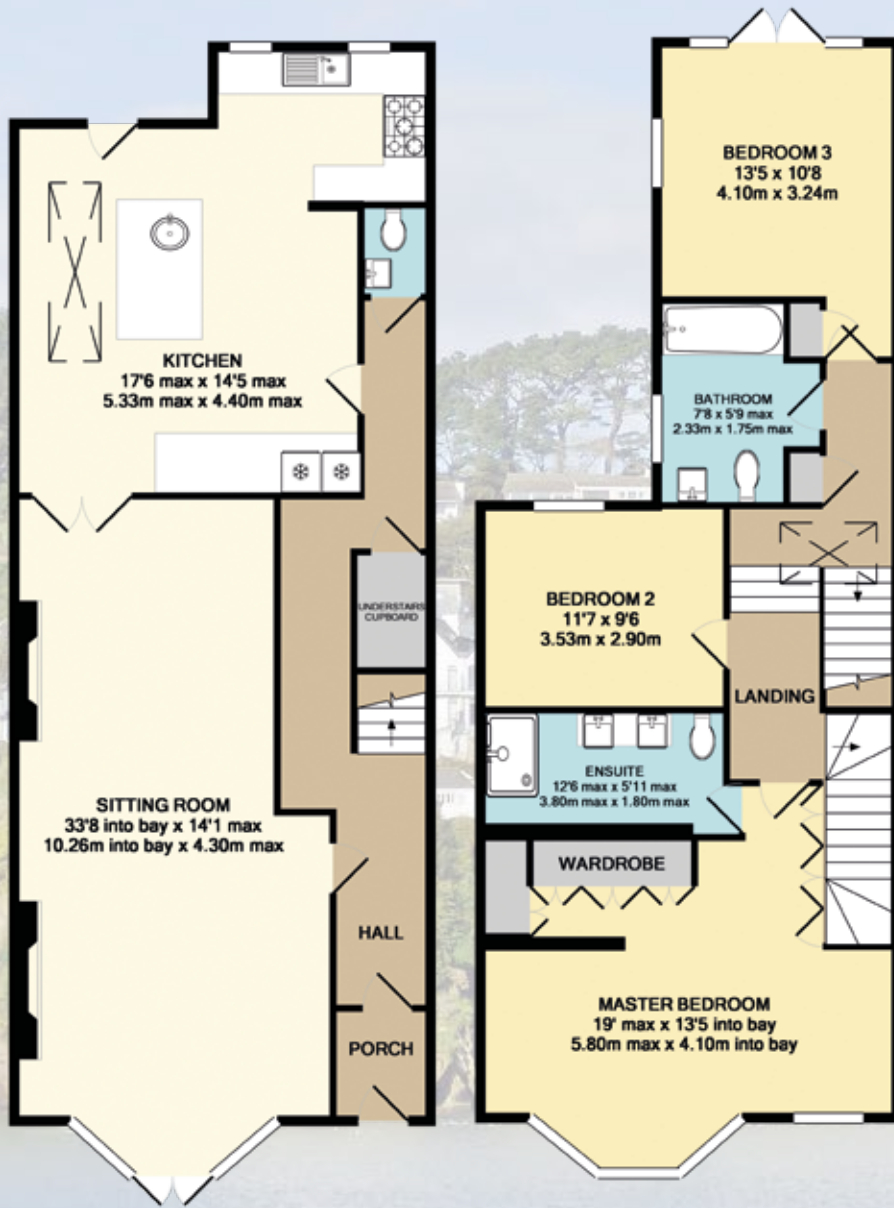 KITCHEN
17'6 max x 14'5 max
5.33m max x 4.40m max
UNDERSTAIRS
CUPBOARD
SITTING ROOM
33'8 into bay x 14'1 max
10.26m into bay x 4.30m max
HALL
PORCH
BEDROOM 3
13'5 x 10'8
4.10m x 3.24m
BATHROOM
7'8 x 5'9 max
2.33m x 1.75m max
BEDROOM 2
11'7 x 9'6
3.53m x 2.90m
LANDING
ENSUITE
12'6 max x 5'11 max
3.80m max x 1.80m max
WARDROBE
MASTER BEDROOM
19' max x 13'5 into bay
5.80m max x 4.10m into bay